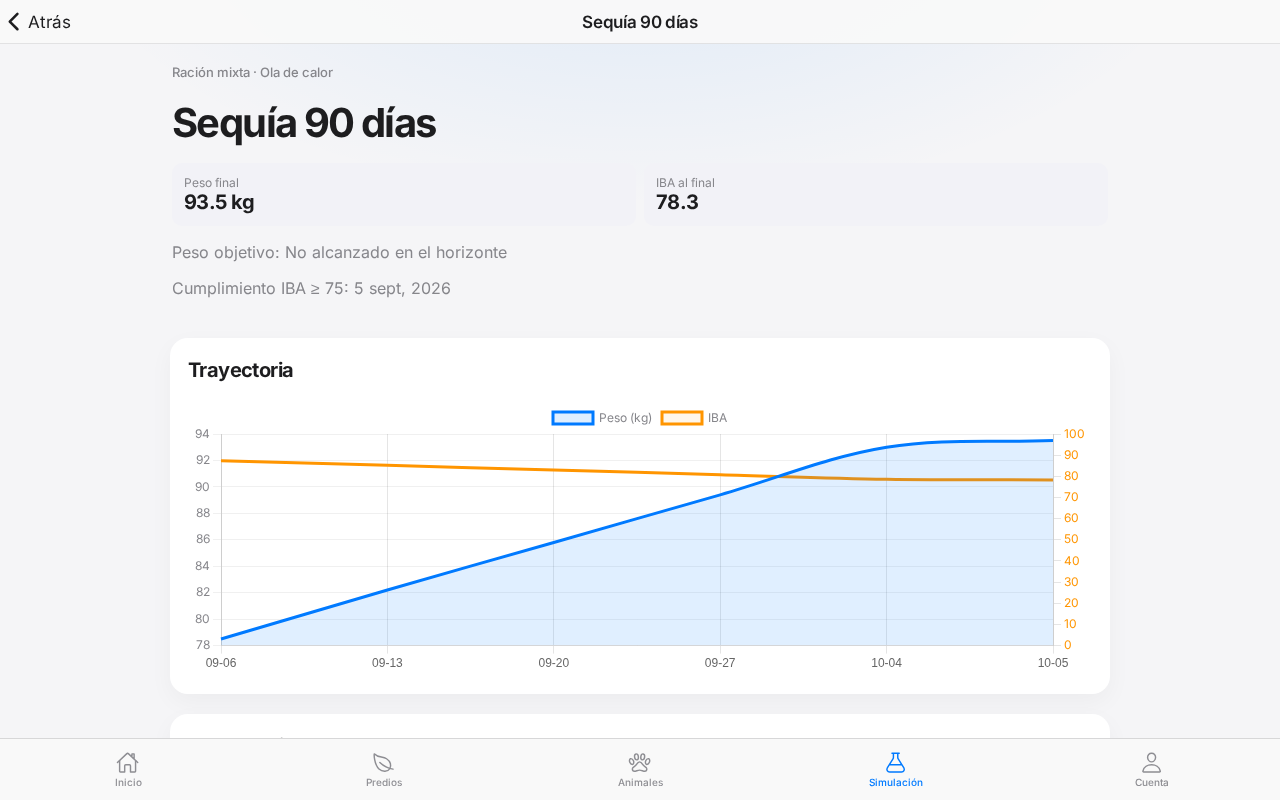 Atrás
Sequía 90 días
Ración mixta · Ola de calor
Sequía 90 días
Peso final
93.5 kg
IBA al final
78.3
Peso objetivo: No alcanzado en el horizonte
Cumplimiento IBA ≥ 75: 5 sept, 2026
Trayectoria
Peso (kg) IBA
94 100
92 90
90 80
88 70
86 60
84 50
82 40
80 30
78 20
10
0
09-06 09-13 09-20 09-27 10-04 10-05
Inicio Predios Animales Simulación Cuenta